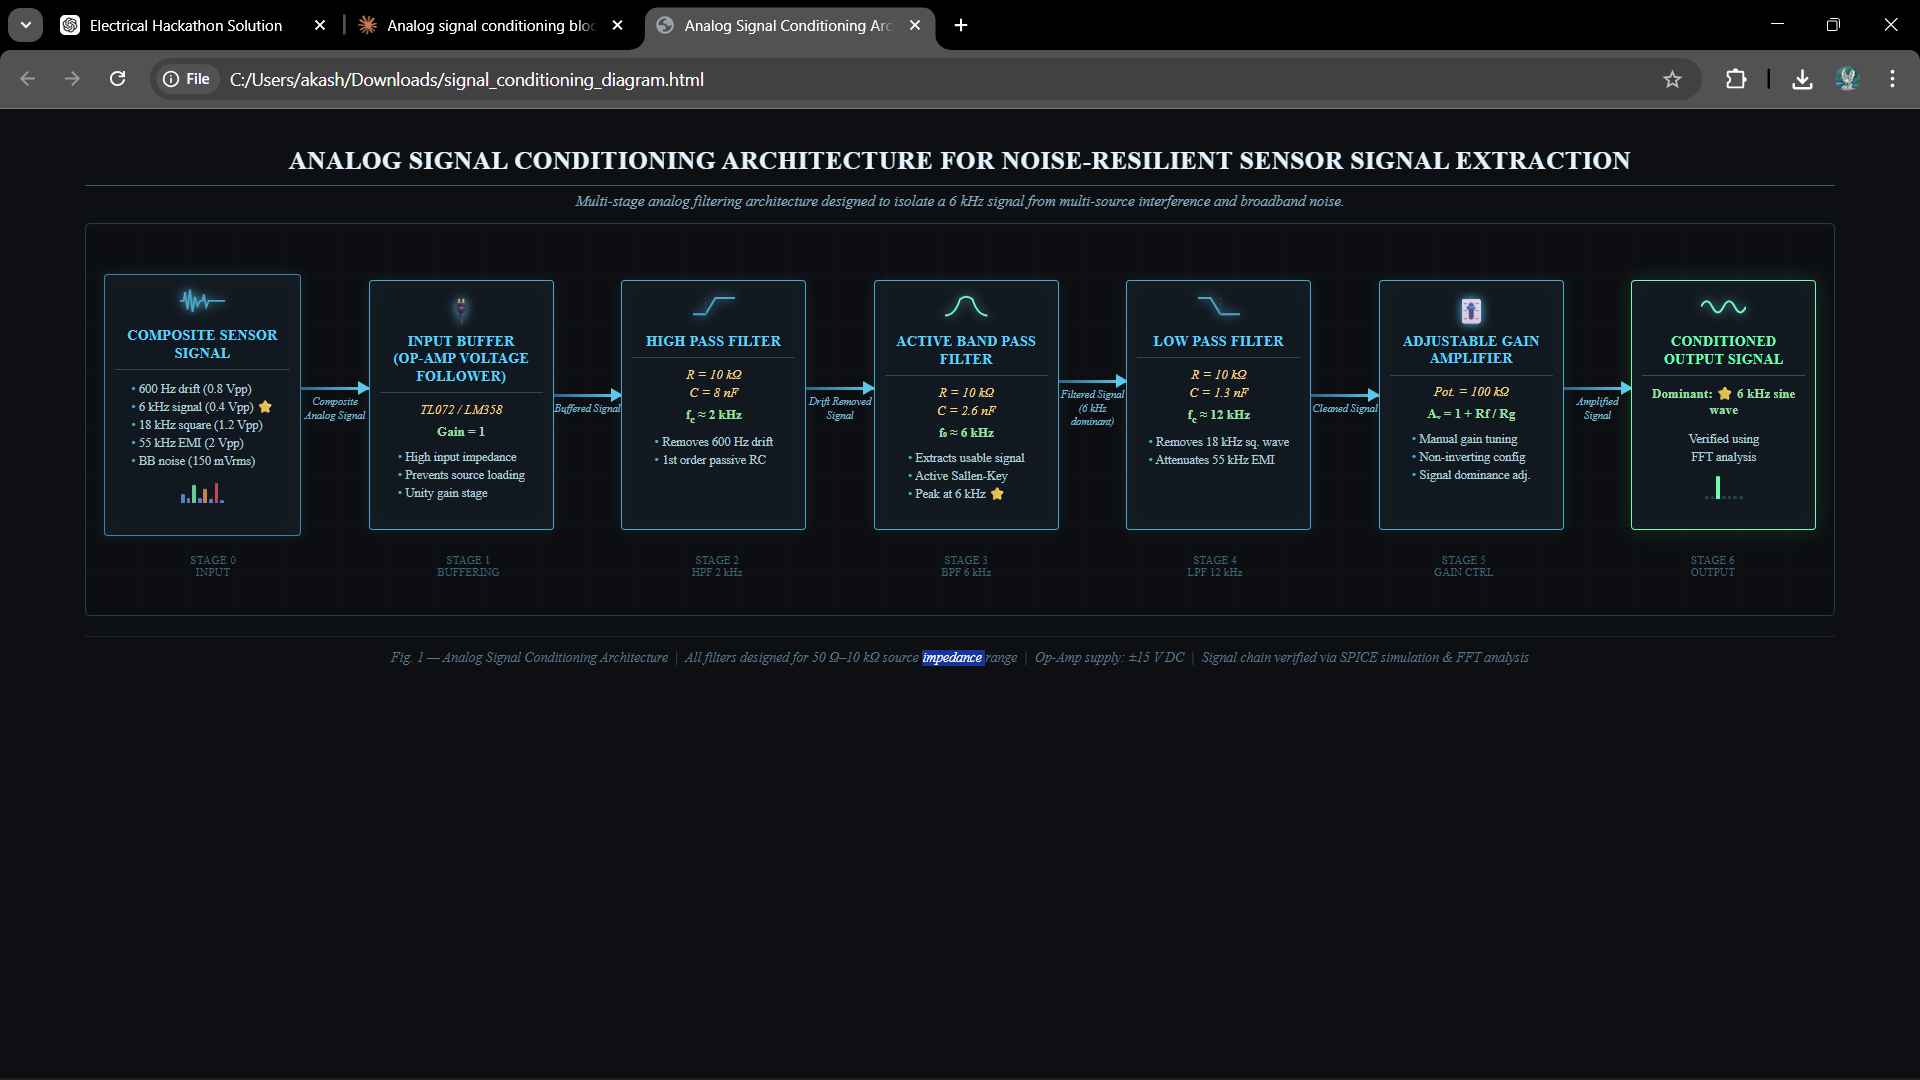 Electrical Hackathon Solution
Analog signal conditioning bloc
Analog Signal Conditioning Arc
File
C:/Users/akash/Downloads/signal_conditioning_diagram.html
ANALOG SIGNAL CONDITIONING ARCHITECTURE FOR NOISE-RESILIENT SENSOR SIGNAL EXTRACTION
Multi-stage analog filtering architecture designed to isolate a 6 kHz signal from multi-source interference and broadband noise.
COMPOSITE SENSOR
SIGNAL
• 600 Hz drift (0.8 Vpp)
• 6 kHz signal (0.4 Vpp) ⭐
• 18 kHz square (1.2 Vpp)
• 55 kHz EMI (2 Vpp)
• BB noise (150 mVrms)
Composite
Analog Signal
INPUT BUFFER
(OP-AMP VOLTAGE
FOLLOWER)
TL072 / LM358
Gain = 1
• High input impedance
• Prevents source loading
• Unity gain stage
Buffered Signal
HIGH PASS FILTER
R = 10 kΩ
C = 8 nF
fc ≈ 2 kHz
• Removes 600 Hz drift
• 1st order passive RC
Drift Removed
Signal
ACTIVE BAND PASS
FILTER
R = 10 kΩ
C = 2.6 nF
f₀ ≈ 6 kHz
• Extracts usable signal
• Active Sallen-Key
• Peak at 6 kHz ⭐
Filtered Signal
(6 kHz
dominant)
LOW PASS FILTER
R = 10 kΩ
C = 1.3 nF
fc ≈ 12 kHz
• Removes 18 kHz sq. wave
• Attenuates 55 kHz EMI
Cleaned Signal
ADJUSTABLE GAIN
AMPLIFIER
Pot. = 100 kΩ
Aᵥ = 1 + Rf / Rg
• Manual gain tuning
• Non-inverting config
• Signal dominance adj.
Amplified
Signal
CONDITIONED
OUTPUT SIGNAL
Dominant: ⭐ 6 kHz sine
wave
Verified using
FFT analysis
STAGE 0
INPUT
STAGE 1
BUFFERING
STAGE 2
HPF 2 kHz
STAGE 3
BPF 6 kHz
STAGE 4
LPF 12 kHz
STAGE 5
GAIN CTRL
STAGE 6
OUTPUT
Fig. 1 — Analog Signal Conditioning Architecture | All filters designed for 50 Ω–10 kΩ source impedance range | Op-Amp supply: ±15 V DC | Signal chain verified via SPICE simulation & FFT analysis